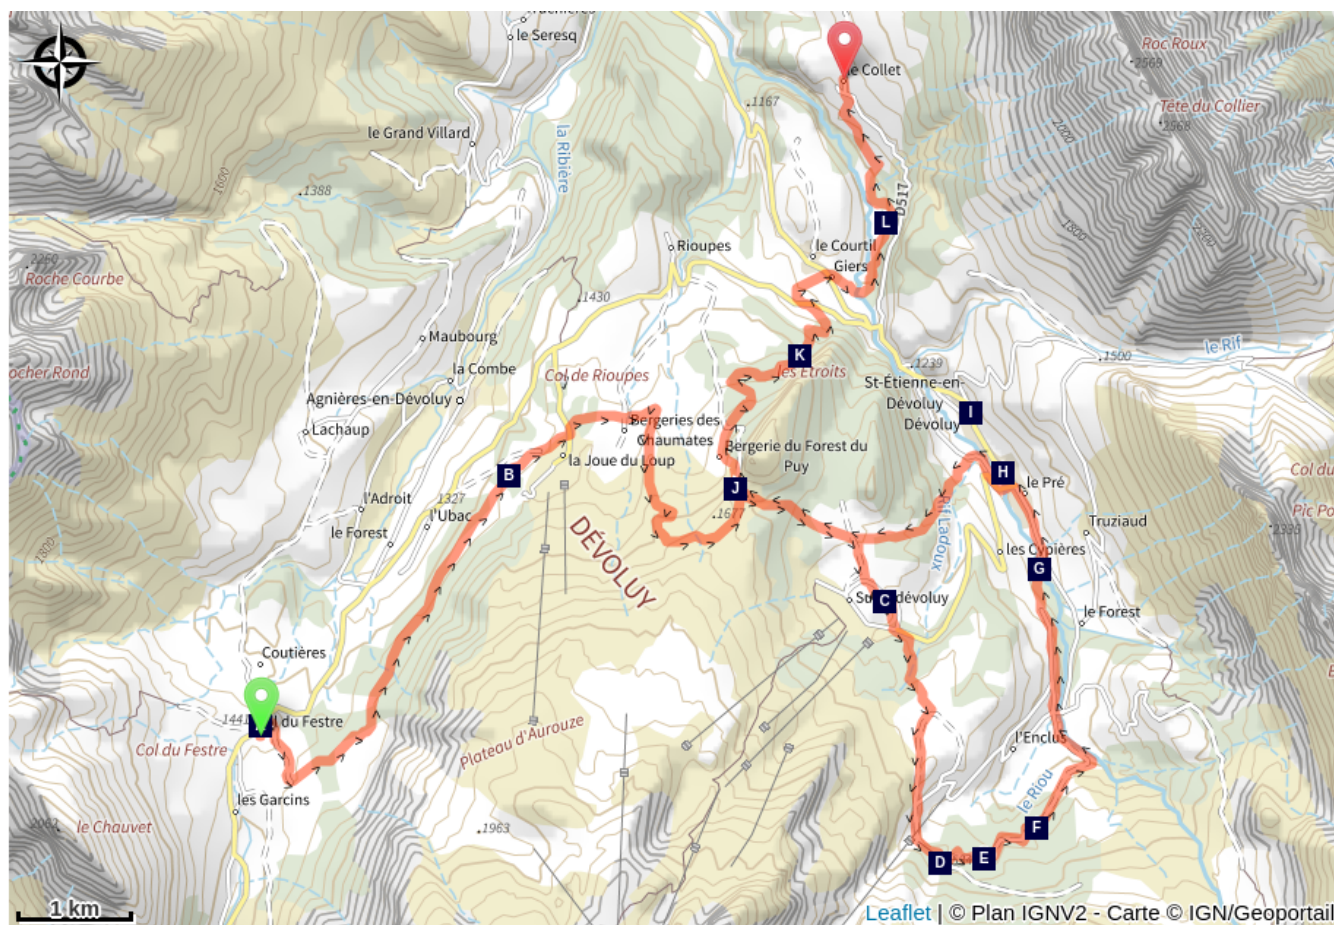 le Seresq
Roc Roux
2569
le Collet
1167
2000
Tête du Collier
2568
le Grand Villard
la Ribière
1600
1388
D517
1800
L
Rioupes
le Courtil
Giers
2500
Roche Courbe
1430
Maubourg
K
les Étroits
1239
1500
le Rif
ocher Rond
la Combe
Col de Rioupes
St-Étienne-en-
Dévoluy
Dévoluy
I
Agnières-en-Dévoluy
Lachaup
Bergeries des
Chaumates
Bergerie du Forest du
Puy
la Joue du Loup
B
J
H
le Pré
Col du
l'Adroit
1327
l'Ubac
1677
Rif Ladoux
Truziaud
Pic Po
2336
le Forest
1800
DÉVOLUY
les Cypières
G
C
dévoluy
le Forest
Coutières
1441
du Festre
Col du Festre
Plateau d'Aurouze
l'Enclus
le Riou
les Garcins
le Chauvet
1963
F
D
E
1 km
Leaflet | © Plan IGNV2 - Carte © IGN/Geoportail